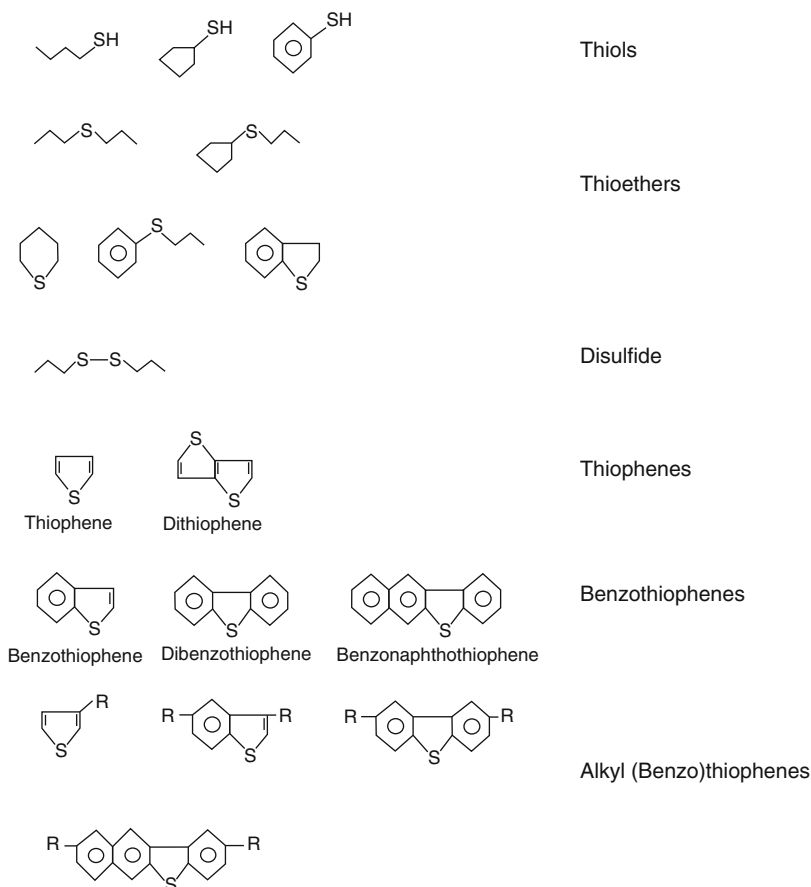 SH SH SH Thiols
S S
Thioethers
S
S S
S—S Disulfide
S
Thiophenes
S S
Thiophene Dithiophene
Benzothiophenes
S S S
Benzothiophene Dibenzothiophene Benzonaphthothiophene
R R R R R
S S S
Alkyl (Benzo)thiophenes
R R
S